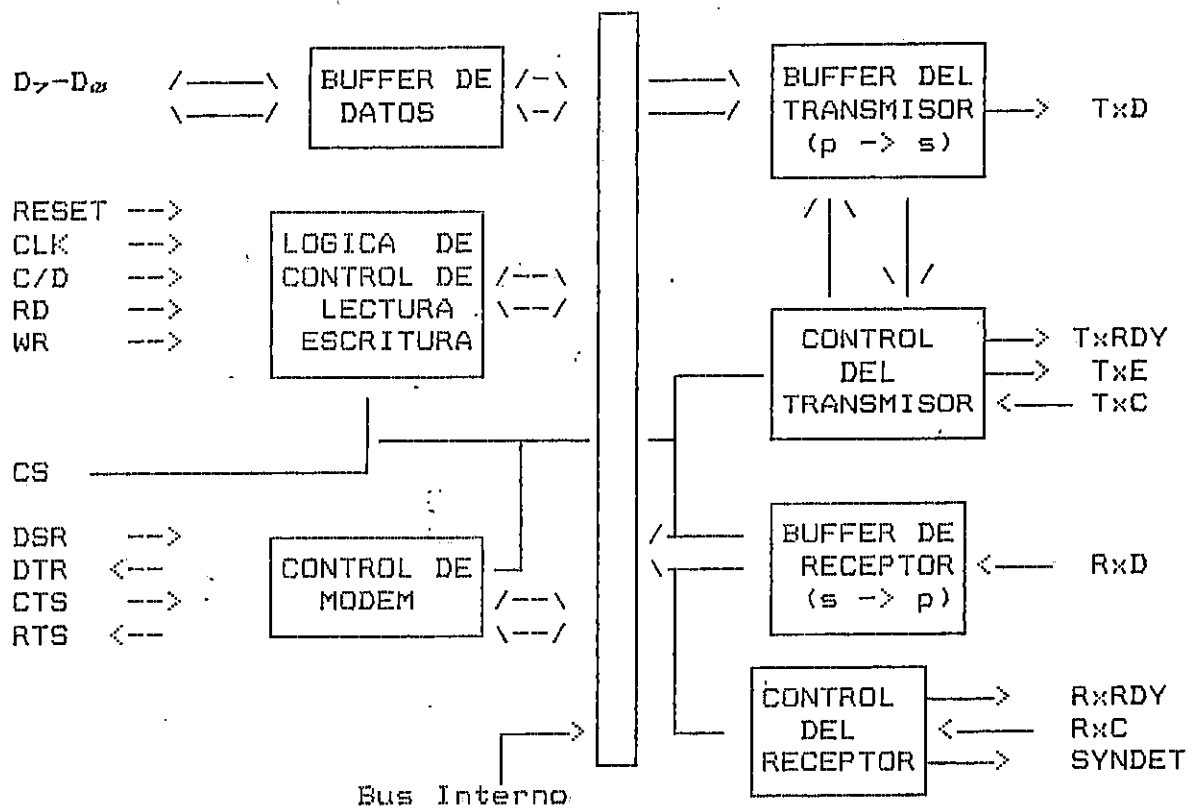 D7-D0
BUFFER DE
DATOS
BUFFER DEL
TRANSMISOR
(p -> s)
TxD
RESET
CLK
C/D
RD
WR
LOGICA DE
CONTROL DE
LECTURA
ESCRITURA
CONTROL
DEL
TRANSMISOR
TxRDY
TxE
TxC
CS
DSR
DTR
CTS
RTS
CONTROL DE
MODEM
BUFFER DE
RECEPTOR
(s -> p)
RxD
CONTROL
DEL
RECEPTOR
RxRDY
RxC
SYNDET
Bus Interno